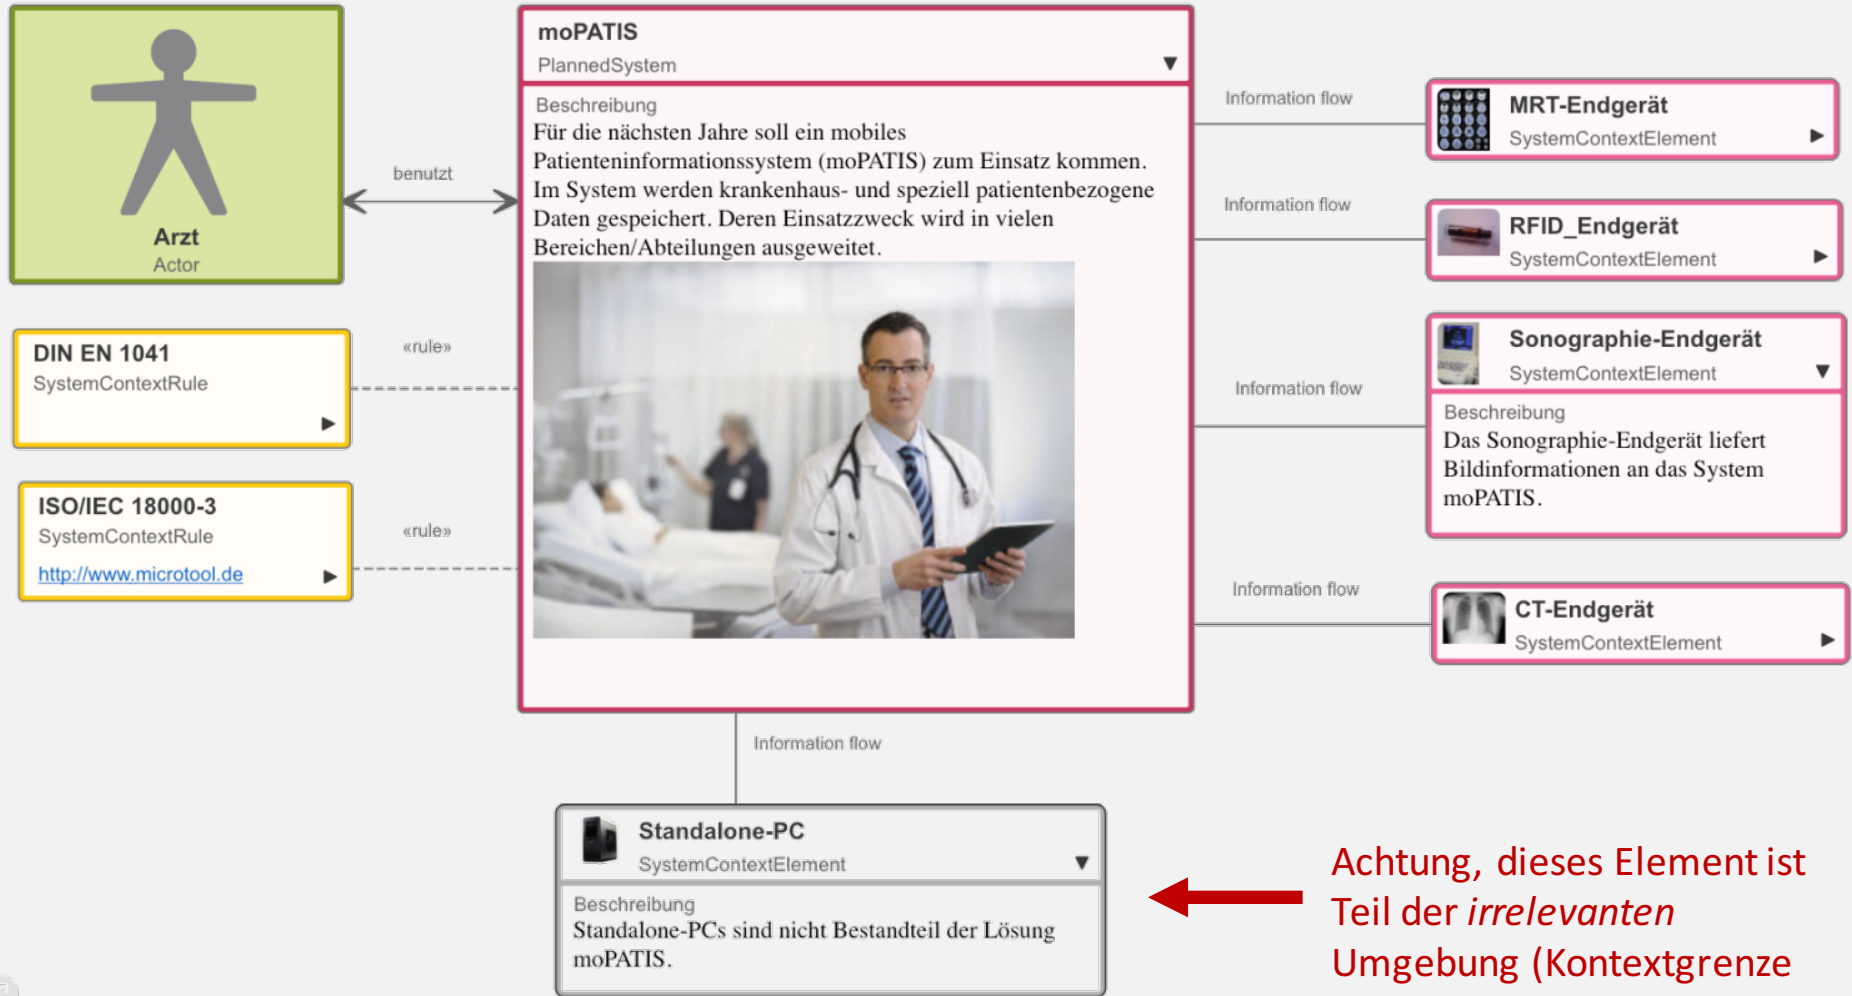 Arzt
Actor
benutzt
DIN EN 1041
SystemContextRule
«rule»
ISO/IEC 18000-3
SystemContextRule
http://www.microtool.de
«rule»
moPATIS
PlannedSystem
Beschreibung
Für die nächsten Jahre soll ein mobiles
Patienteninformationssystem (moPATIS) zum Einsatz kommen.
Im System werden krankenhaus- und speziell patientenbezogene
Daten gespeichert. Deren Einsatzzweck wird in vielen
Bereichen/Abteilungen ausgeweitet.
Information flow
MRT-Endgerät
SystemContextElement
Information flow
RFID_Endgerät
SystemContextElement
Information flow
Sonographie-Endgerät
SystemContextElement
Beschreibung
Das Sonographie-Endgerät liefert
Bildinformationen an das System
moPATIS.
Information flow
CT-Endgerät
SystemContextElement
Information flow
Standalone-PC
SystemContextElement
Beschreibung
Standalone-PCs sind nicht Bestandteil der Lösung
moPATIS.
Achtung, dieses Element ist
Teil der irrelevanten
Umgebung (Kontextgrenze